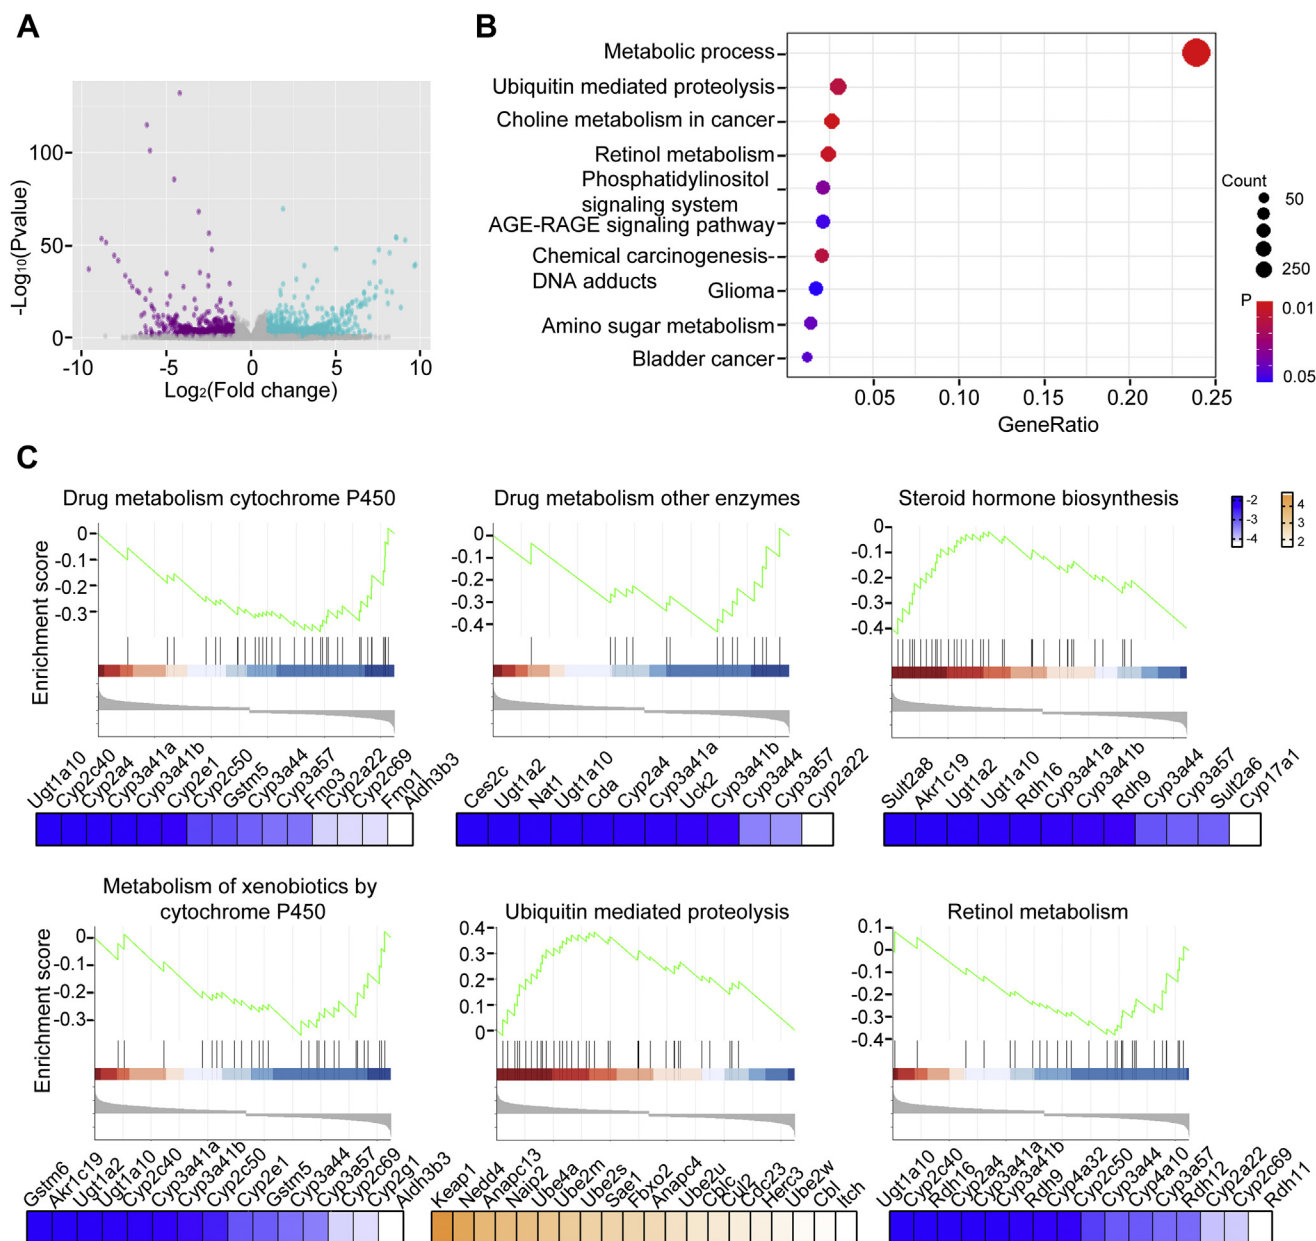 A
-Log10(Pvalue)
100
50
0
-10
-5
0
5
10
Log2(Fold change)
B
Metabolic process
Ubiquitin mediated proteolysis
Choline metabolism in cancer
Retinol metabolism
Phosphatidylinositol
signaling system
AGE-RAGE signaling pathway
Chemical carcinogenesis-
DNA adducts
Glioma
Amino sugar metabolism
Bladder cancer
0.05
0.10
0.15
0.20
0.25
GeneRatio
Count
50
250
P
0.01
0.05
C
Drug metabolism cytochrome P450
Enrichment score
0
-0.1
-0.2
-0.3
Ugt1a10
Cyp2c40
Cyp2a4
Cyp3a41a
Cyp3a41b
Cyp2e1
Cyp2c50
Gstm5
Cyp3a44
Cyp3a57
Fmo3
Cyp2a22
Cyp2c69
Fmo1
Aldh3b3
Drug metabolism other enzymes
0
-0.1
-0.2
-0.3
-0.4
Ces2c
Ugt1a2
Nat1
Ugt1a10
Cda
Cyp2a4
Cyp3a41a
Uck2
Cyp3a41b
Cyp3a44
Cyp3a57
Cyp2a22
Steroid hormone biosynthesis
0
-0.1
-0.2
-0.3
-0.4
Sult2a8
Akr1c19
Ugt1a2
Ugt1a10
Rdh16
Cyp3a41a
Cyp3a41b
Rdh9
Cyp3a44
Cyp3a57
Sult2a6
Cyp17a1
-2
-3
-4
4
3
2
Metabolism of xenobiotics by
cytochrome P450
Enrichment score
0
-0.1
-0.2
-0.3
Gstm6
Akr1c19
Ugt1a2
Ugt1a10
Cyp2c40
Cyp3a41a
Cyp3a41b
Cyp2c50
Cyp2e1
Gstm5
Cyp3a44
Cyp3a57
Cyp2c69
Cyp2g1
Aldh3b3
Ubiquitin mediated proteolysis
0.4
0.3
0.2
0.1
0
Keap1
Nedd4
Anapc13
Naip2
Ube4a
Ube2m
Ube2s
Sae1
Fbxo2
Anapc4
Ube2u
Cblc
Cul2
Cdc23
Herc3
Ube2w
Cbl
Itch
Retinol metabolism
0.1
0
-0.1
-0.2
-0.3
-0.4
Ugt1a10
Cyp2c40
Rdh16
Cyp2a4
Cyp3a41a
Cyp3a41b
Rdh9
Cyp4a32
Cyp2c50
Cyp3a44
Cyp4a10
Cyp3a57
Rdh12
Cyp2a22
Cyp2c69
Rdh11